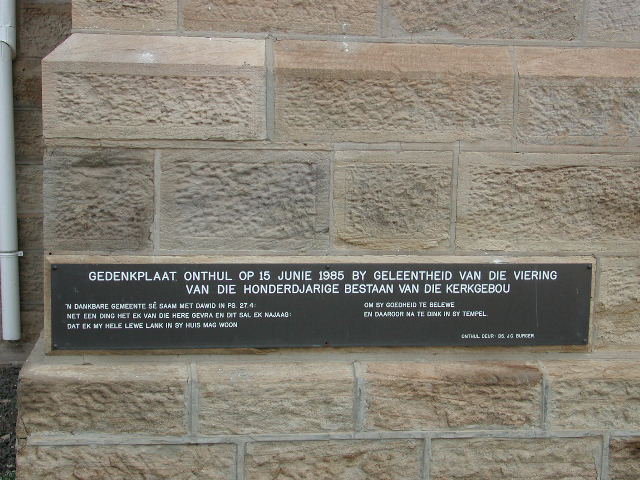 GEDENKPLAAT ONTHUL OP 15 JUNIE 1985 BY GELEENTHEID VAN DIE VIERING
VAN DIE HONDERDJARIGE BESTAAN VAN DIE KERKGEBOU
'N DANKBARE GEMEENTE SÊ SAAM MET DAWID IN PS. 27:4:
NET EEN DING HET EK VAN DIE HERE GEVRA EN DIT SAL EK NAJAAG:
DAT EK MY HELE LEWE LANK IN SY HUIS MAG WOON
OM SY GOEDHEID TE BELEWE
EN DAAROOR NA TE DINK IN SY TEMPEL.
ONTHUL DEUR: DS. J.G. BURGER